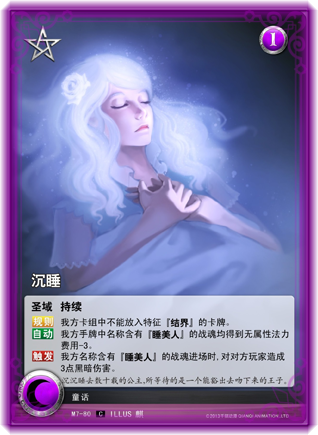 I
沉睡
圣域 持续
规则 我方卡组中不能放入特征『结界』的卡牌。
自动 我方手牌中名称含有『睡美人』的战魂均得到无属性法力
费用-3。
触发 我方名称含有『睡美人』的战魂进场时,对对方玩家造成
3点黑暗伤害。
沉沉睡去数十载的公主,所等待的是一个能豁出去吻下来的王子。
童话
M7-80 C ILLUS